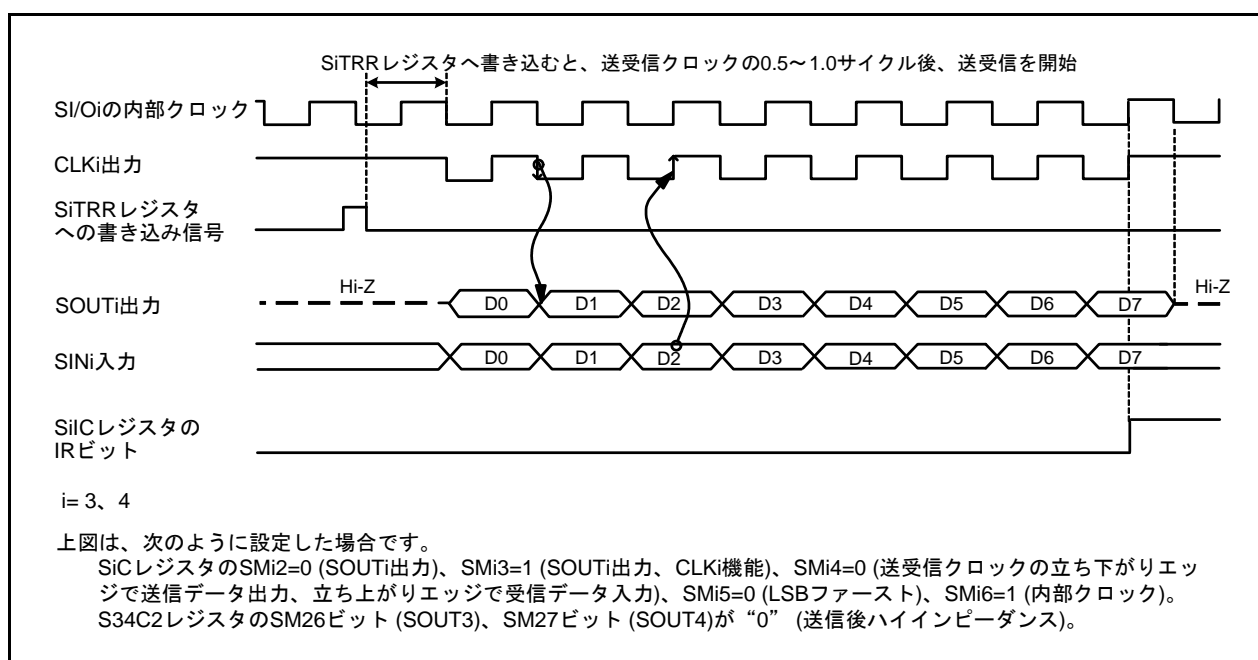 SiTRRレジスタへ書き込むと、送受信クロックの0.5～1.0サイクル後、送受信を開始
SI/Oiの内部クロック
CLKi出力
SiTRRレジスタ
への書き込み信号
Hi-Z
Hi-Z
SOUTi出力
D0 D1 D2 D3 D4 D5 D6 D7
SINi入力
D0 D1 D2 D3 D4 D5 D6 D7
SiICレジスタの
IRビット
i= 3、4
上図は、次のように設定した場合です。
SiCレジスタのSMi2=0 (SOUTi出力)、SMi3=1 (SOUTi出力、CLKi機能)、SMi4=0 (送受信クロックの立ち下がりエッ
ジで送信データ出力、立ち上がりエッジで受信データ入力)、SMi5=0 (LSBファースト)、SMi6=1 (内部クロック)。
S34C2レジスタのSM26ビット (SOUT3)、SM27ビット (SOUT4)が“0” (送信後ハイインピーダンス)。